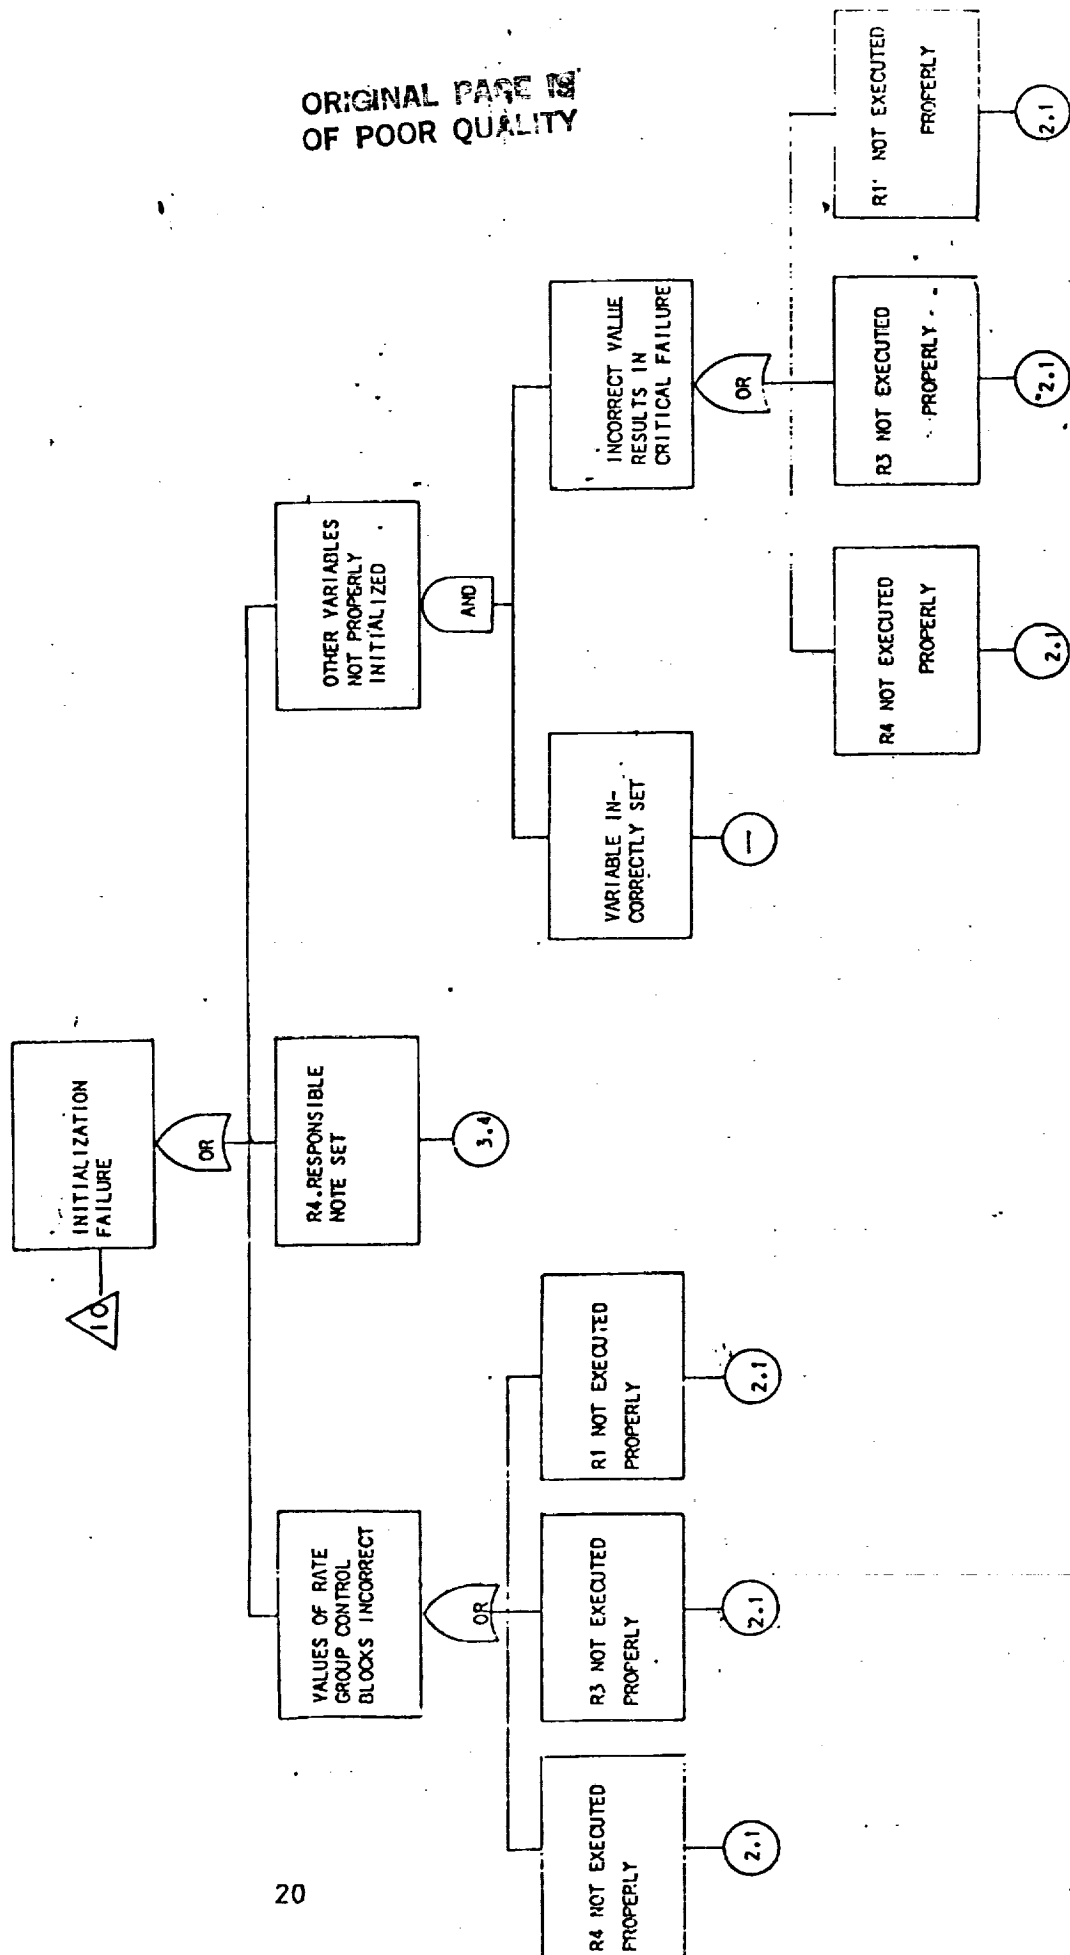 ORIGINAL PAGE IS
OF POOR QUALITY
10
INITIALIZATION
FAILURE
OR
VALUES OF RATE
GROUP CONTROL
BLOCKS INCORRECT
OR
R4 NOT EXECUTED
PROPERLY
2.1
R3 NOT EXECUTED
PROPERLY
2.1
R1 NOT EXECUTED
PROPERLY
2.1
R4.RESPONSIBLE
NOTE SET
3.4
OTHER VARIABLES
NOT PROPERLY
INITIALIZED
AND
VARIABLE IN-
CORRECTLY SET
—
INCORRECT VALUE
RESULTS IN
CRITICAL FAILURE
OR
R4 NOT EXECUTED
PROPERLY
2.1
R3 NOT EXECUTED
PROPERLY
2.1
R1' NOT EXECUTED
PROPERLY
2.1
20